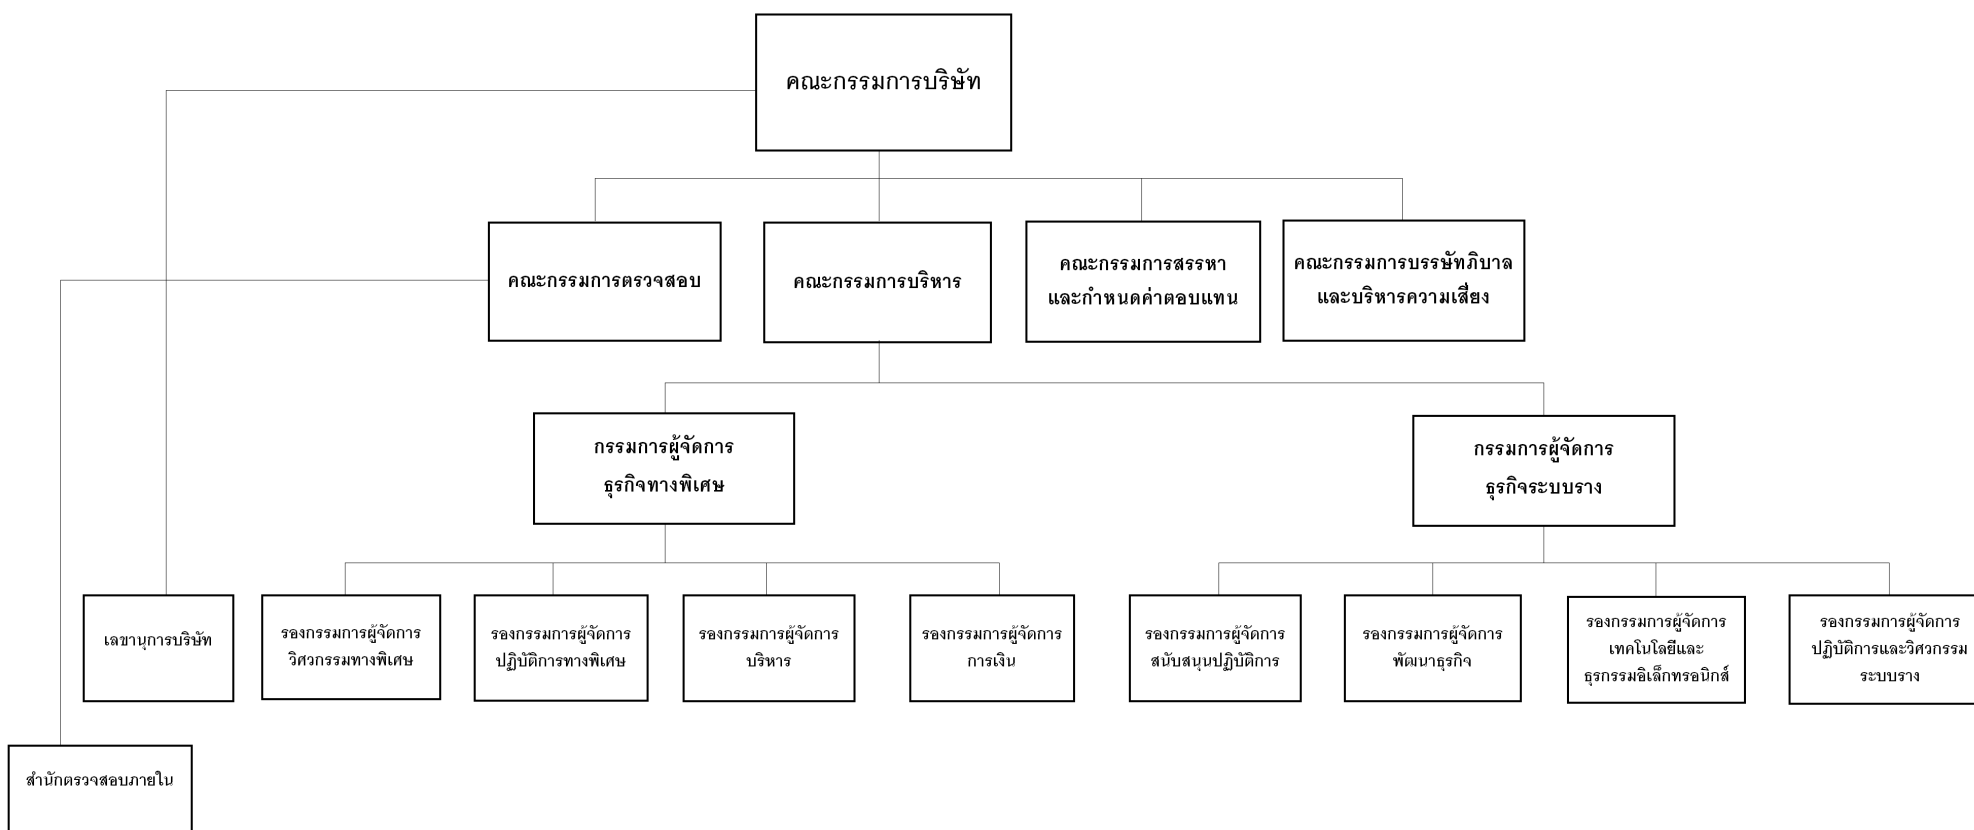 คณะกรรมการบริษัท
คณะกรรมการตรวจสอบ
คณะกรรมการบริหาร
คณะกรรมการสรรหา
และกำหนดค่าตอบแทน
คณะกรรมการบรรษัทภิบาล
และบริหารความเสี่ยง
กรรมการผู้จัดการ
ธุรกิจทางพิเศษ
กรรมการผู้จัดการ
ธุรกิจระบบราง
เลขานุการบริษัท
รองกรรมการผู้จัดการ
วิศวกรรมทางพิเศษ
รองกรรมการผู้จัดการ
ปฏิบัติการทางพิเศษ
รองกรรมการผู้จัดการ
บริหาร
รองกรรมการผู้จัดการ
การเงิน
รองกรรมการผู้จัดการ
สนับสนุนปฏิบัติการ
รองกรรมการผู้จัดการ
พัฒนาธุรกิจ
รองกรรมการผู้จัดการ
เทคโนโลยีและ
ธุรกรรมอิเล็กทรอนิกส์
รองกรรมการผู้จัดการ
ปฏิบัติการและวิศวกรรม
ระบบราง
สำนักตรวจสอบภายใน